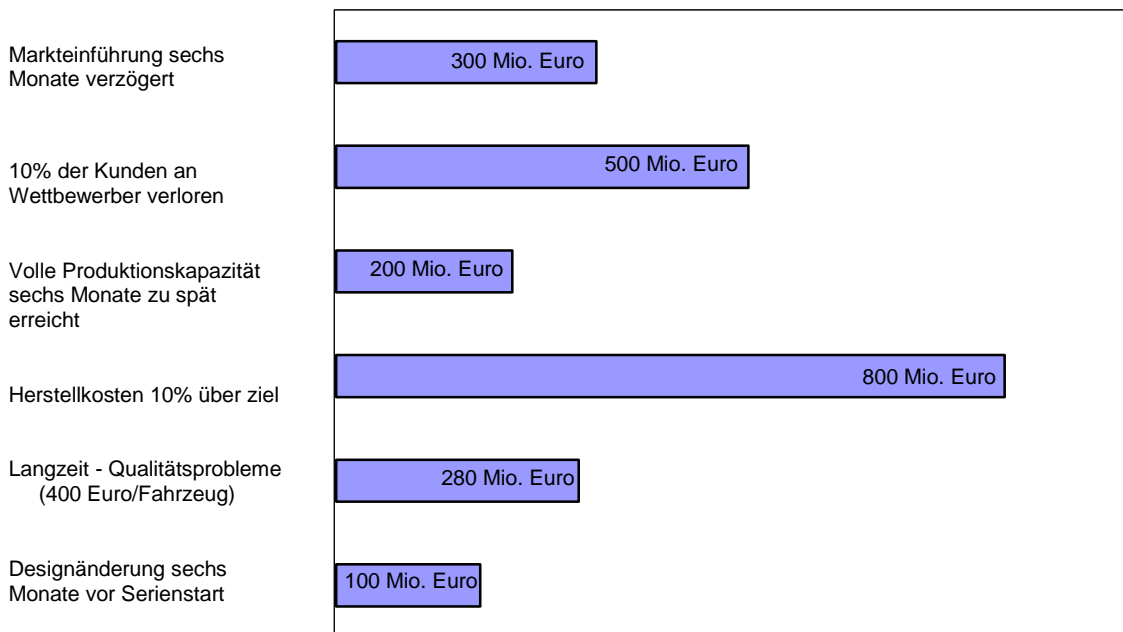 Markteinführung sechs
Monate verzögert
300 Mio. Euro
10% der Kunden an
Wettbewerber verloren
500 Mio. Euro
Volle Produktionskapazität
sechs Monate zu spät
erreicht
200 Mio. Euro
Herstellkosten 10% über ziel
800 Mio. Euro
Langzeit - Qualitätsprobleme
(400 Euro/Fahrzeug)
280 Mio. Euro
Designänderung sechs
Monate vor Serienstart
100 Mio. Euro